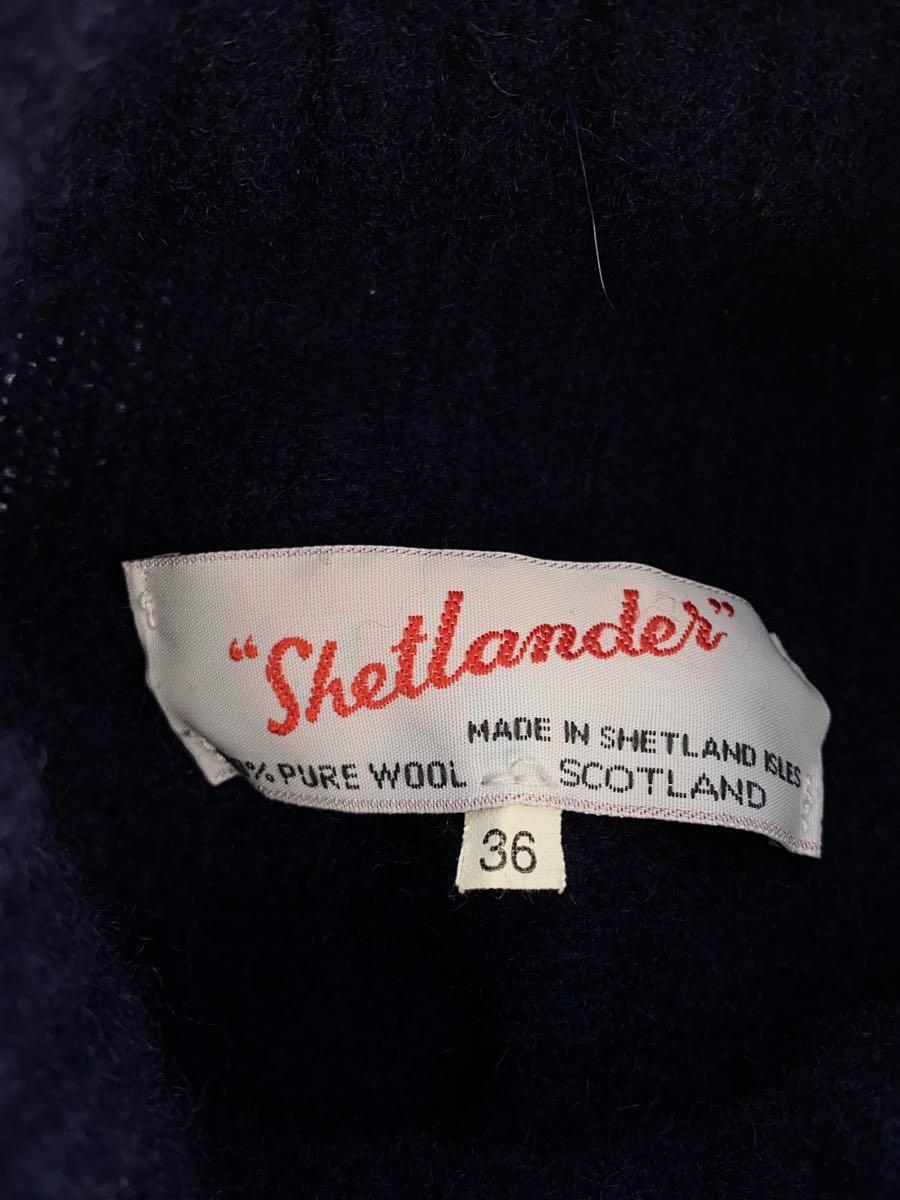 “Shetlander”
MADE IN SHETLAND ISLES
% PURE WOOL SCOTLAND
36